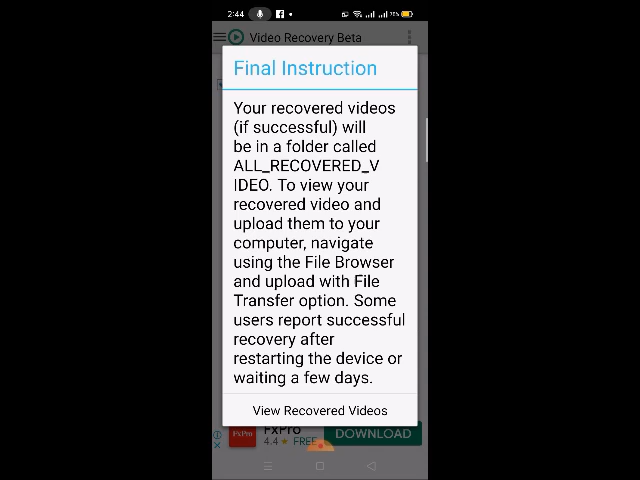 2:44
76%
Video Recovery Beta
Final Instruction
Your recovered videos
(if successful) will
be in a folder called
ALL_RECOVERED_V
IDEO. To view your
recovered video and
upload them to your
computer, navigate
using the File Browser
and upload with File
Transfer option. Some
users report successful
recovery after
restarting the device or
waiting a few days.
View Recovered Videos
FxPro
FxPro
4.4 ★ FREE
DOWNLOAD